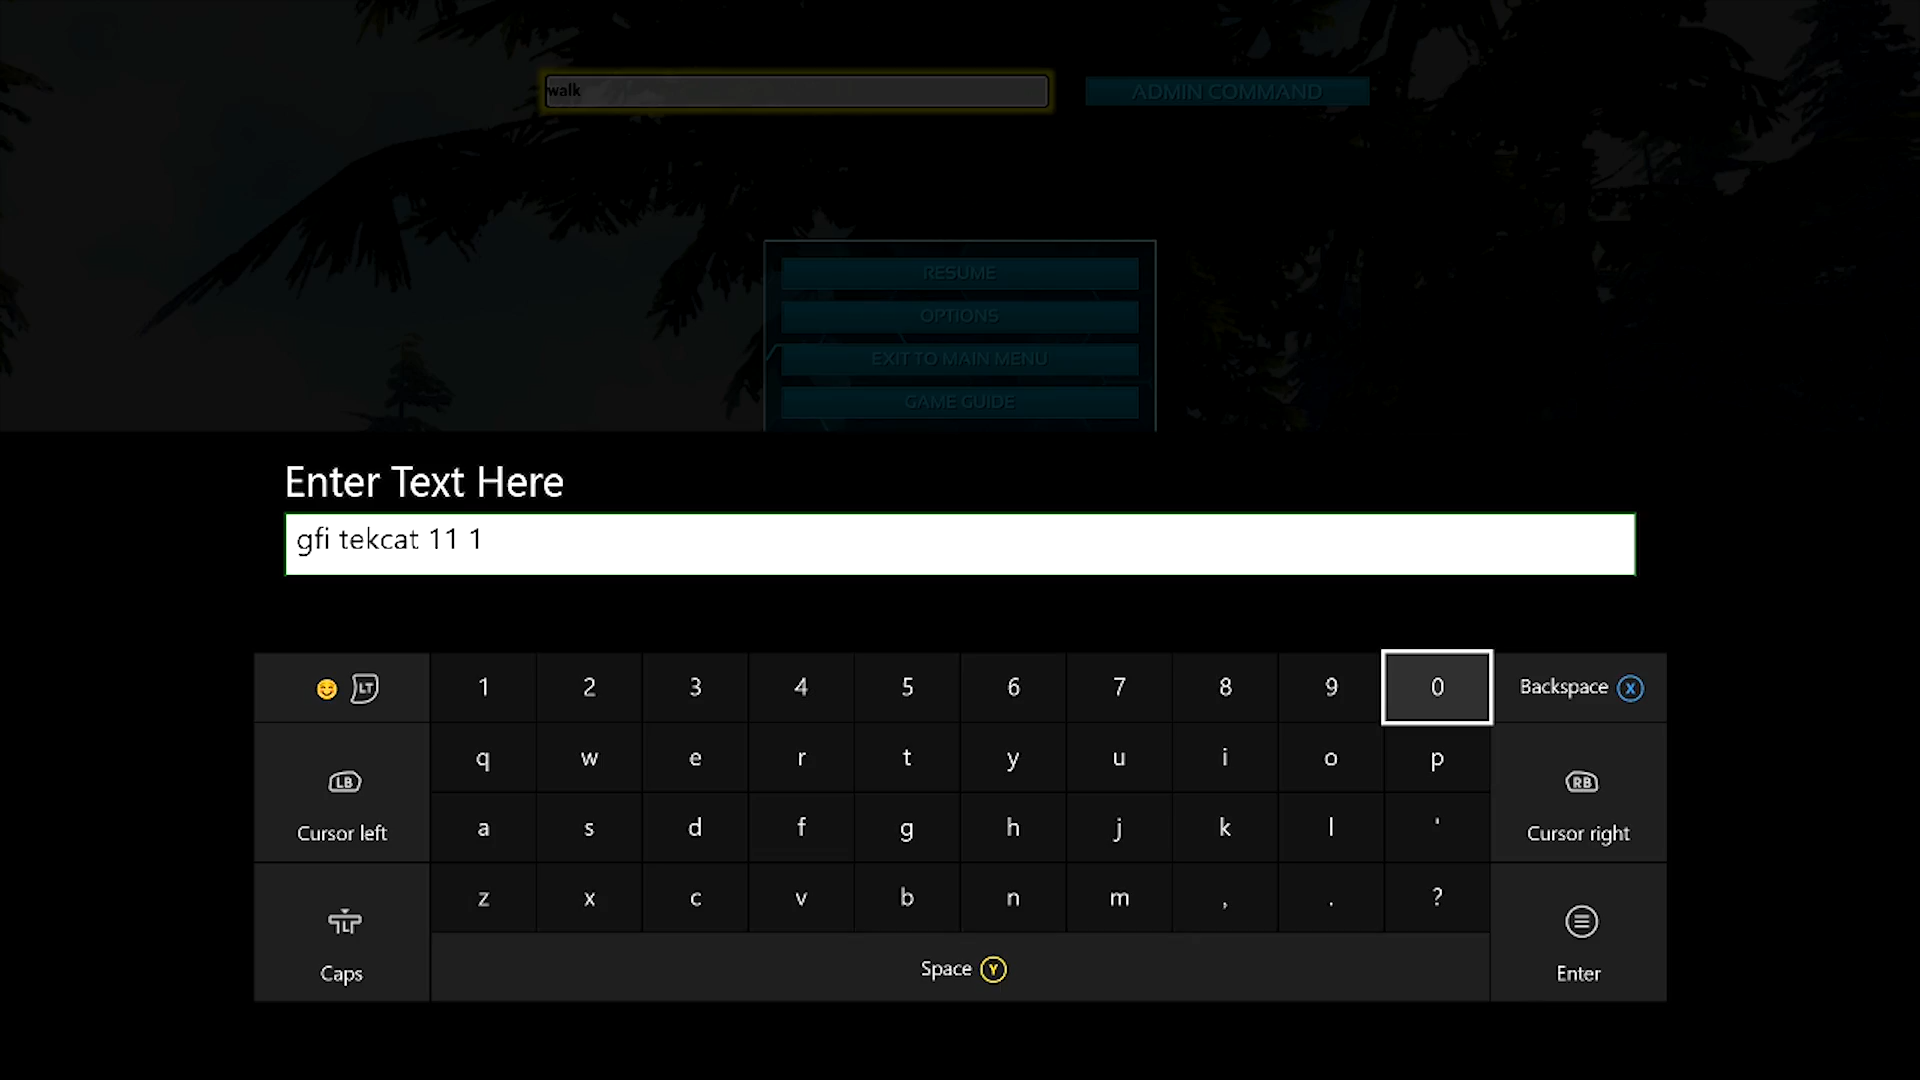 walk
ADMIN COMMAND
RESUME
OPTIONS
EXIT TO MAIN MENU
GAME GUIDE
Enter Text Here
gfi tekcat 11 1
LT 1 2 3 4 5 6 7 8 9 0 Backspace X
q w e r t y u i o p
LB Cursor left
a s d f g h j k l '
RB Cursor right
z x c v b n m , . ?
Caps
Space Y
Enter